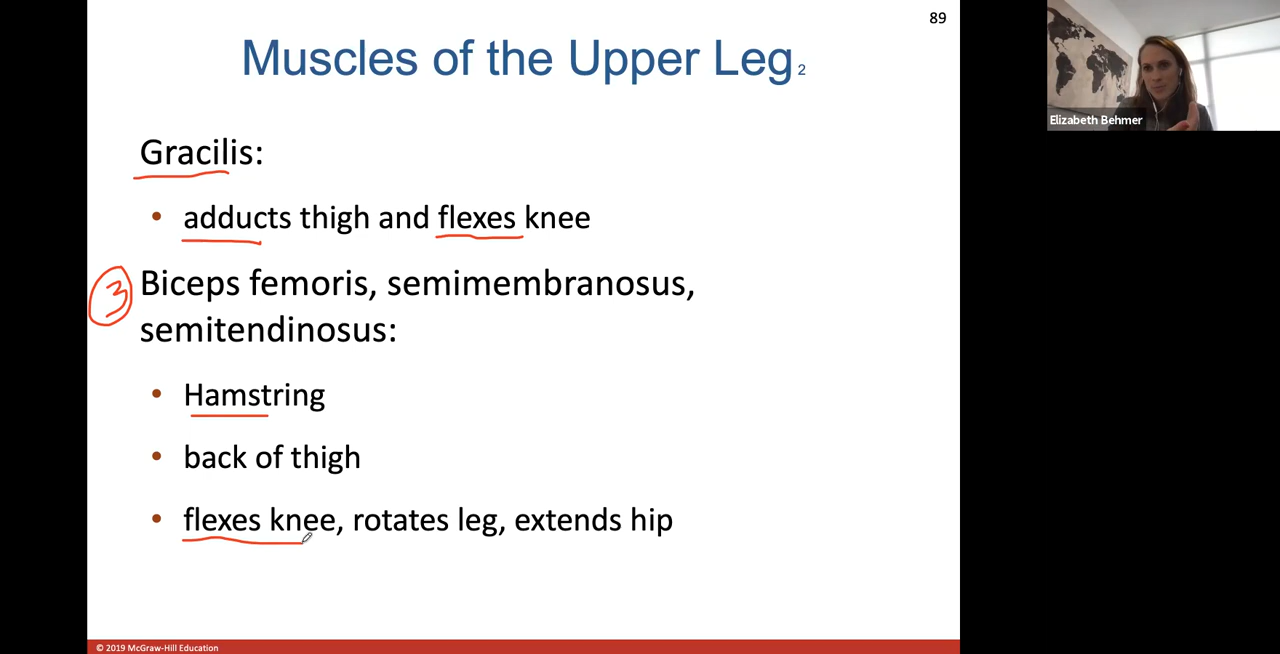 89
Muscles of the Upper Leg 2
Gracilis:
• adducts thigh and flexes knee
3
Biceps femoris, semimembranosus,
semitendinosus:
• Hamstring
• back of thigh
• flexes knee, rotates leg, extends hip
© 2019 McGraw-Hill Education
Elizabeth Behmer